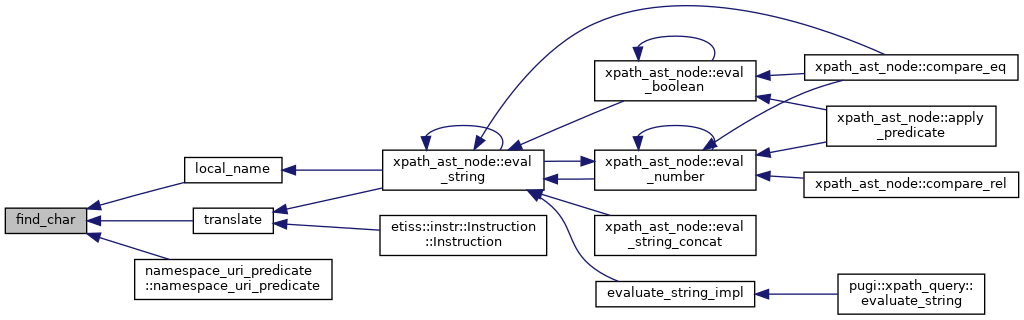 find_char
local_name
translate
namespace_uri_predicate
::namespace_uri_predicate
xpath_ast_node::eval
_string
etiss::instr::Instruction
::Instruction
xpath_ast_node::eval
_boolean
xpath_ast_node::eval
_number
xpath_ast_node::eval
_string_concat
evaluate_string_impl
xpath_ast_node::compare_eq
xpath_ast_node::apply
_predicate
xpath_ast_node::compare_rel
pugi::xpath_query::
evaluate_string